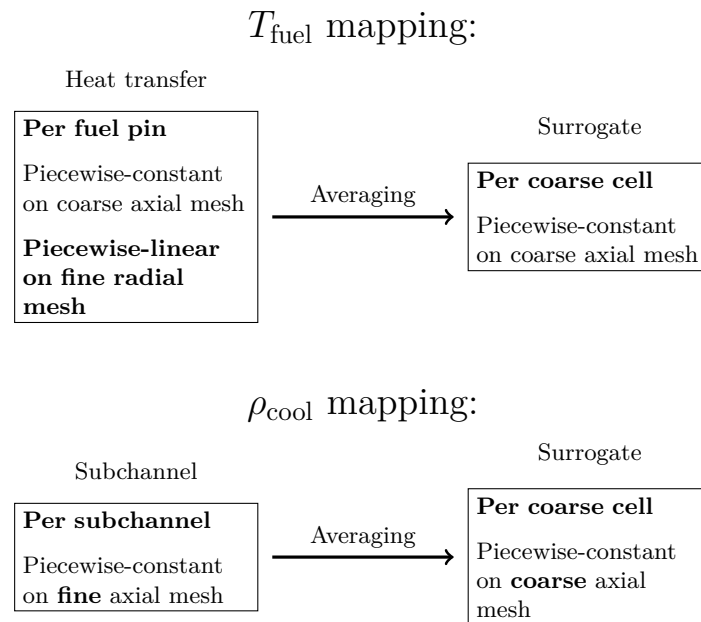 T_fuel mapping:
Heat transfer
Per fuel pin
Piecewise-constant
on coarse axial mesh
Piecewise-linear
on fine radial
mesh
Averaging
Surrogate
Per coarse cell
Piecewise-constant
on coarse axial mesh
ρ_cool mapping:
Subchannel
Per subchannel
Piecewise-constant
on fine axial mesh
Averaging
Surrogate
Per coarse cell
Piecewise-constant
on coarse axial
mesh